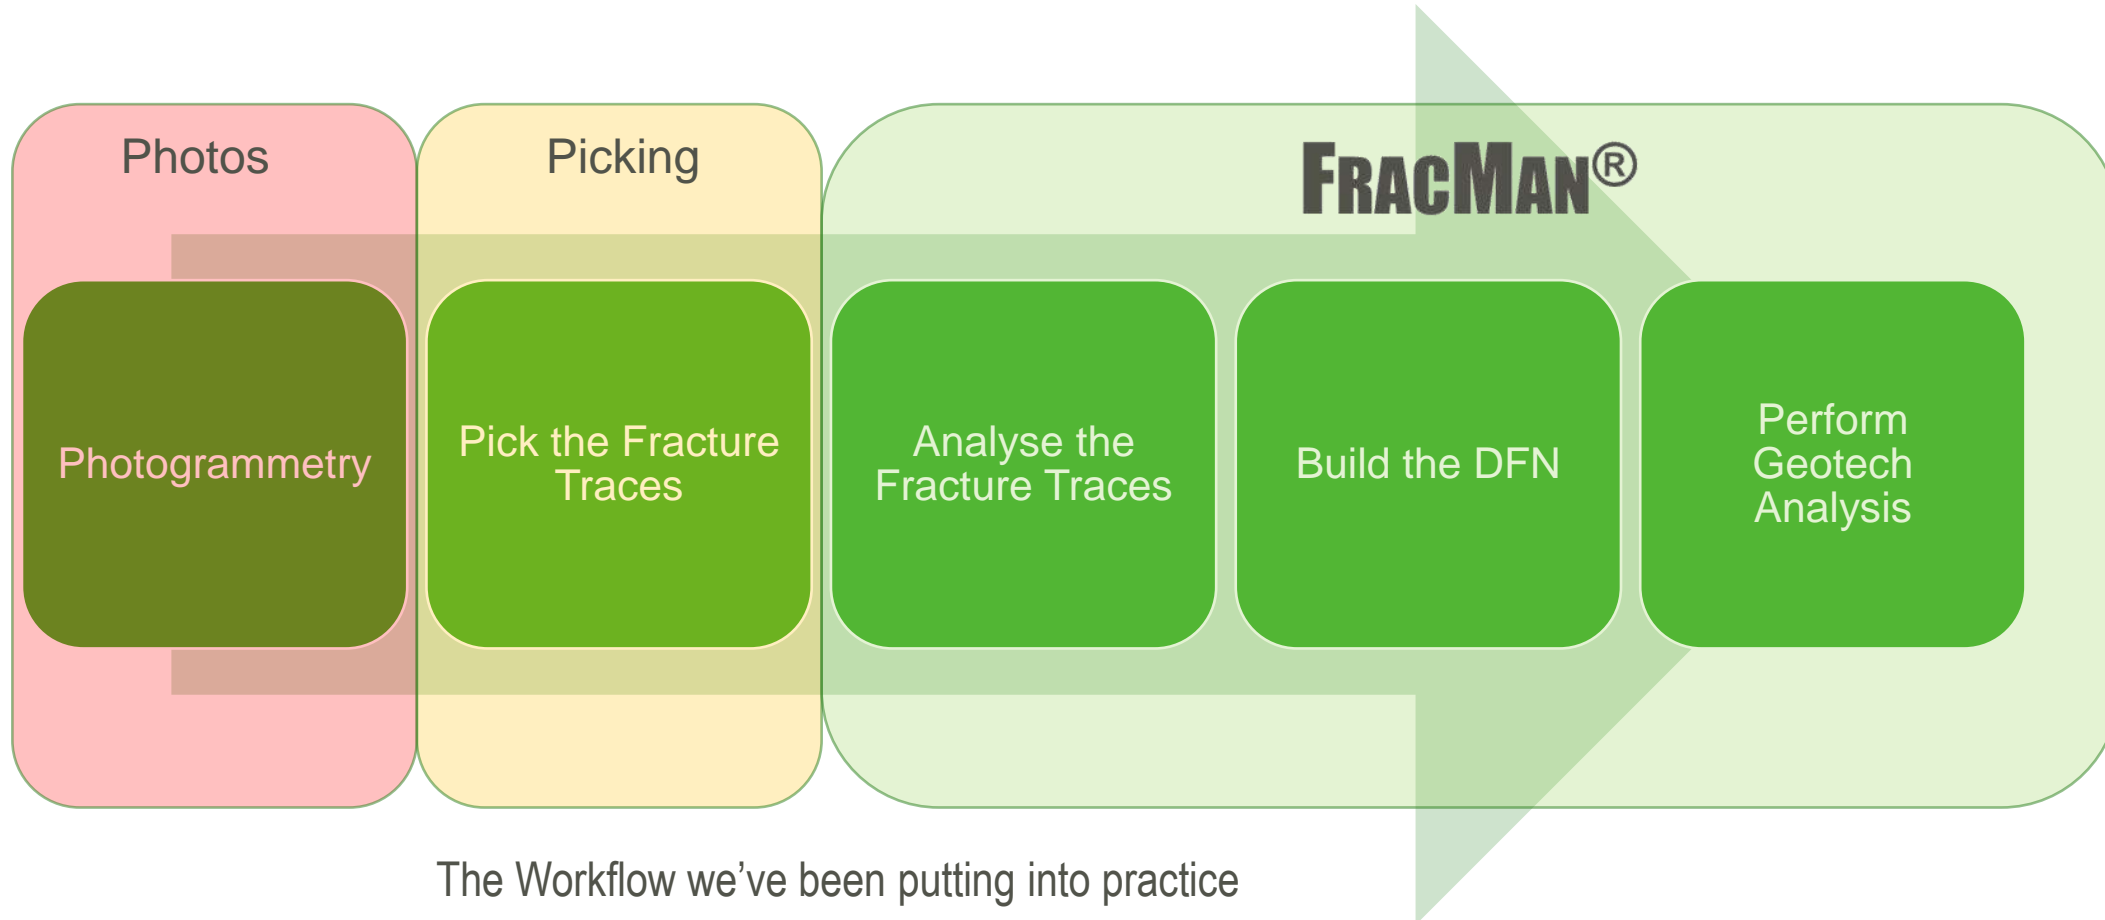 Photos
Picking
FRACMAN®
Photogrammetry
Pick the Fracture
Traces
Analyse the
Fracture Traces
Build the DFN
Perform
Geotech
Analysis
The Workflow we’ve been putting into practice